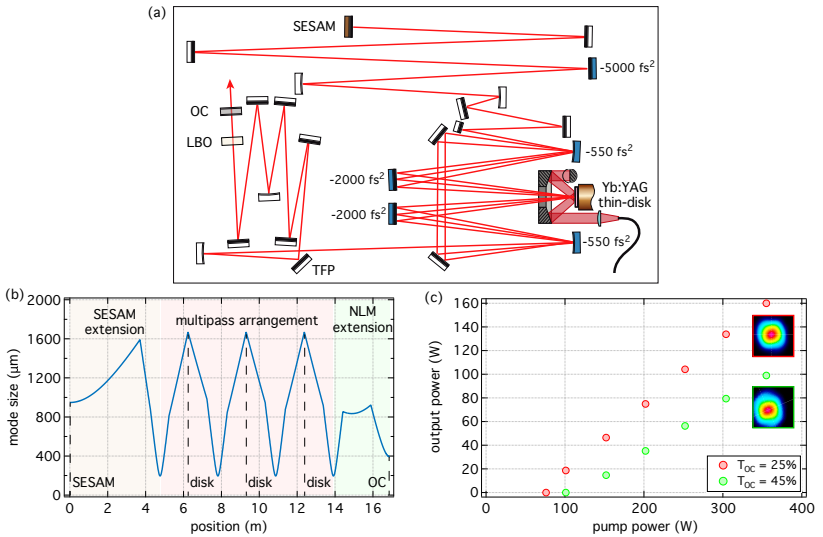 (a)
SESAM
-5000 fs²
OC
LBO
-550 fs²
-2000 fs²
Yb:YAG
thin-disk
-2000 fs²
-550 fs²
TFP
(b)
2000
1600
1200
800
400
0
mode size (µm)
SESAM
extension
multipass arrangement
NLM
extension
SESAM
disk
disk
disk
OC
0 2 4 6 8 10 12 14 16
position (m)
(c)
160
140
120
100
80
60
40
20
0
output power (W)
T_OC = 25%
T_OC = 45%
0 100 200 300 400
pump power (W)